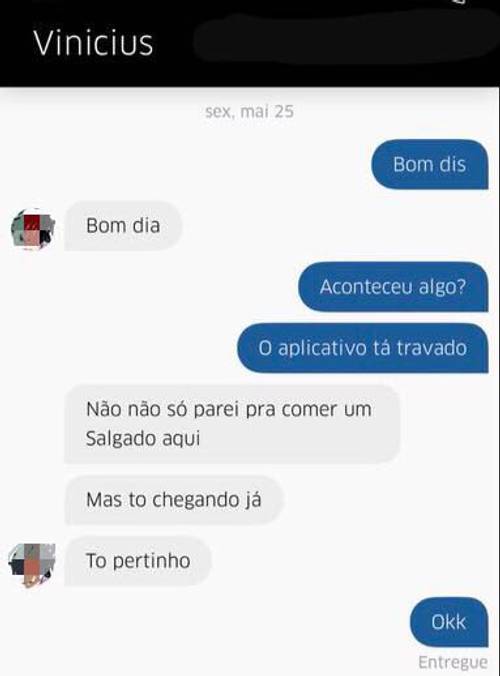 Vinicius
sex, mai 25
Bom dis
Bom dia
Aconteceu algo?
O aplicativo tá travado
Não não só parei pra comer um
Salgado aqui
Mas to chegando já
To pertinho
Okk
Entregue